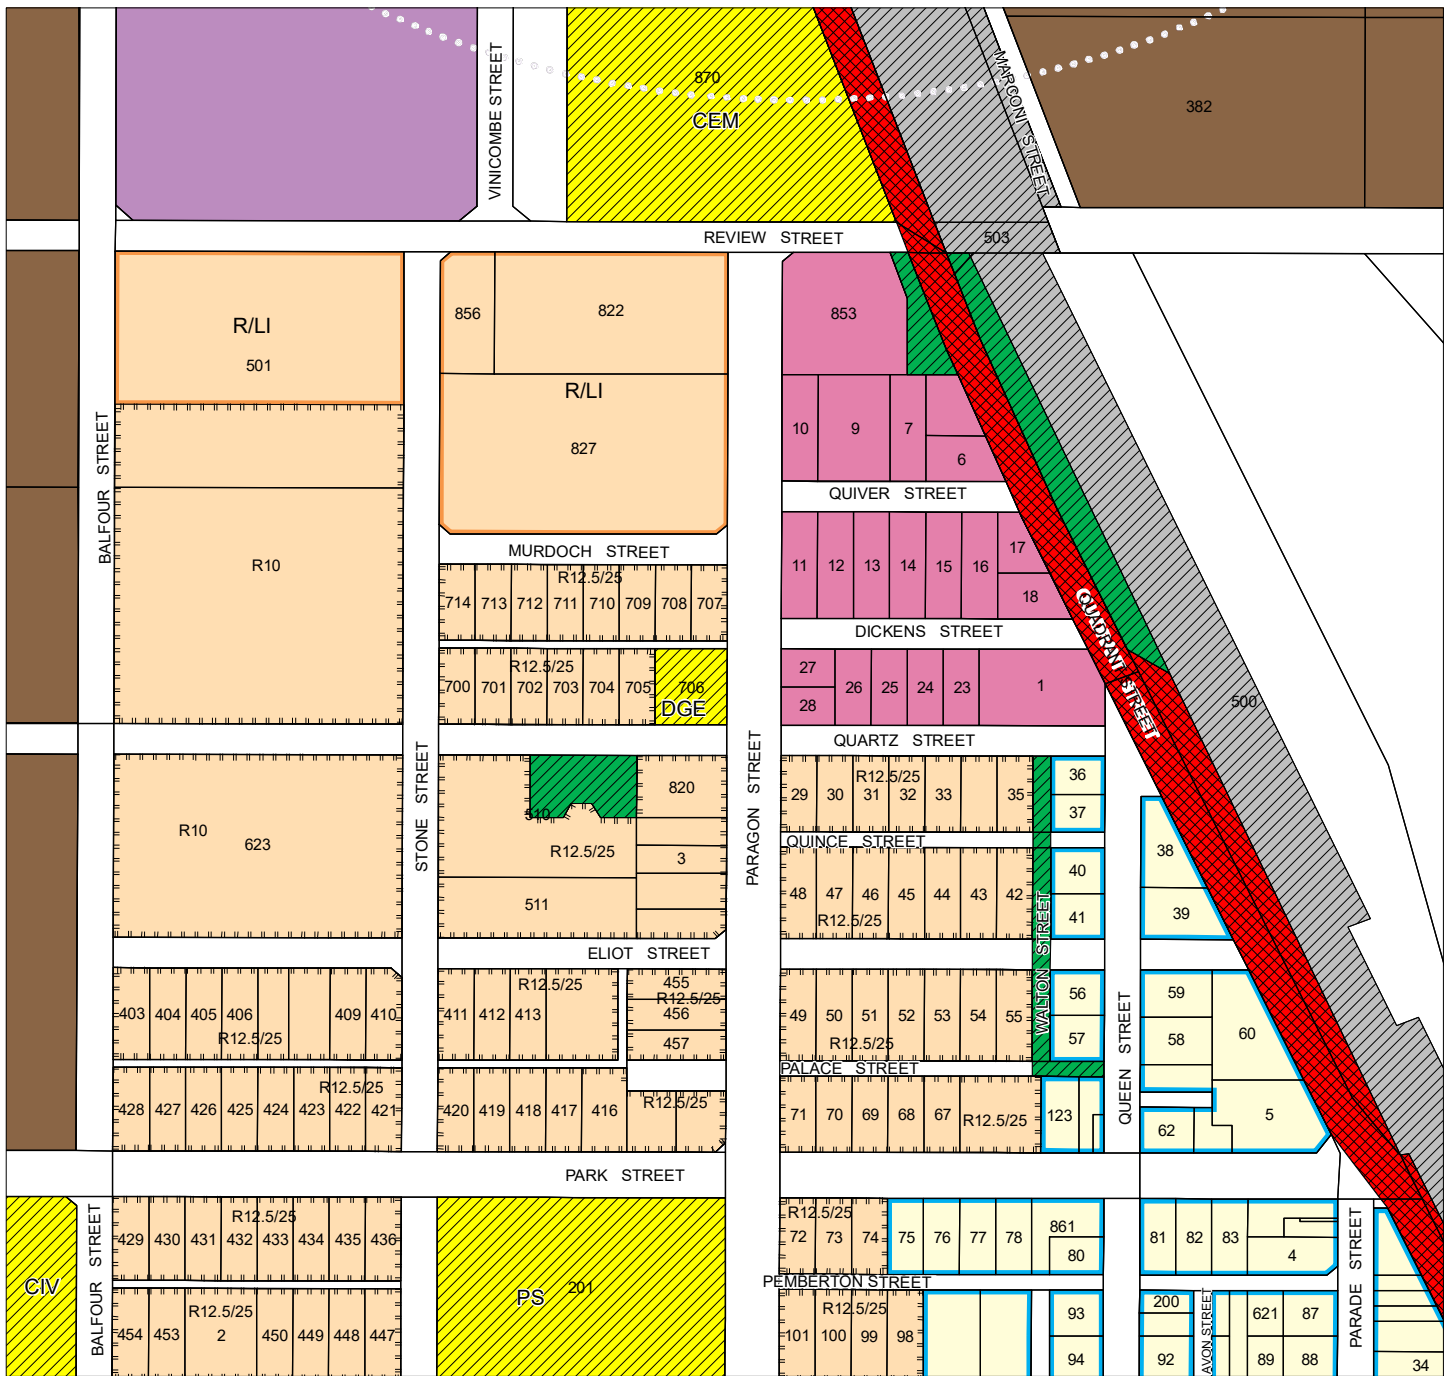 870
CEM
VINICOMBE STREET
MARCONI STREET
382
REVIEW STREET
503
R/LI
501
856
822
R/LI
827
853
10
9
7
6
QUIVER STREET
BALFOUR STREET
R10
MURDOCH STREET
R12.5/25
714 713 712 711 710 709 708 707
11 12 13 14 15 16 17
18
QUADRANT STREET
DICKENS STREET
R12.5/25
700 701 702 703 704 705 706
DGE
27
28
26 25 24 23 1
500
QUARTZ STREET
STONE STREET
PARAGON STREET
R10
623
510
R12.5/25
820
3
511
R12.5/25
29 30 31 32 33 35
36
37
QUINCE STREET
48 47 46 45 44 43 42
R12.5/25
40
41
38
39
WALTON STREET
ELIOT STREET
403 404 405 406 409 410
R12.5/25
R12.5/25
411 412 413
455
R12.5/25
456
457
49 50 51 52 53 54 55
R12.5/25
56
57
59
58
60
QUEEN STREET
PALACE STREET
R12.5/25
428 427 426 425 424 423 422 421
420 419 418 417 416
R12.5/25
71 70 69 68 67 R12.5/25
123
62
5
PARK STREET
BALFOUR STREET
CIV
R12.5/25
429 430 431 432 433 434 435 436
PS 201
R12.5/25
72 73 74 75 76 77 78
861
80
81 82 83
4
PARADE STREET
PEMBERTON STREET
R12.5/25
454 453 2 450 449 448 447
R12.5/25
101 100 99 98
93
94
200
92
AVON STREET
621 87
89 88
34